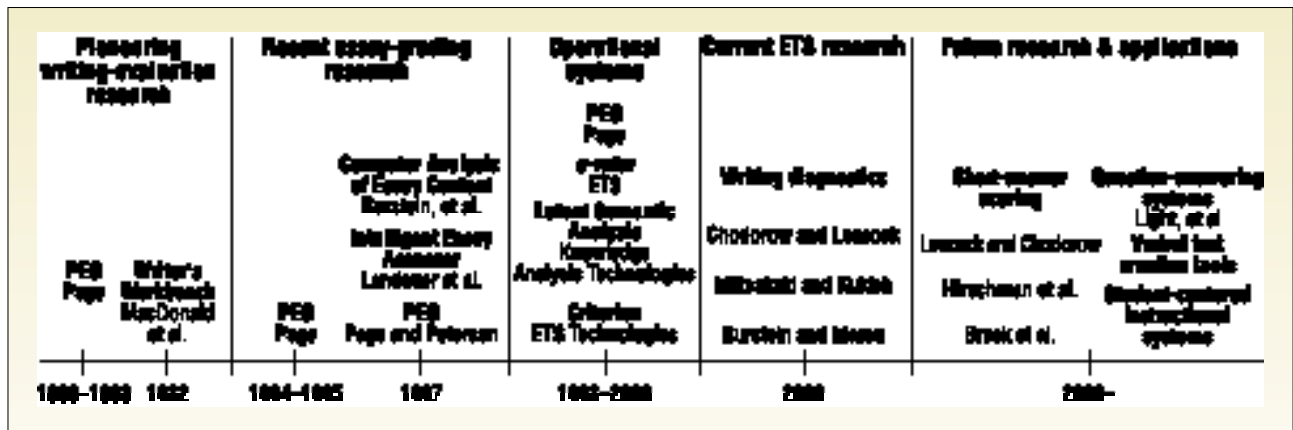 Pioneering
writing-evaluation
research
PEG
Page
Writer's
Workbench
MacDonald
et al.
Recent essay-grading
research
PEG
Page
Computer Analysis
of Essay Content
Burstein, et al.
Intelligent Essay
Assessor
Landauer et al.
PEG
Page and Petersen
Operational
systems
PEG
Page
e-rater
ETS
Latent Semantic
Analysis
Knowledge
Analysis Technologies
Criterion
ETS Technologies
Current ETS research
Writing diagnostics
Chodorow and Leacock
Miltsakaki and Kukich
Burstein and Marcu
Future research & applications
Short-answer
scoring
Leacock and Chodorow
Hirschman et al.
Breck et al.
Question-answering
systems
Light, et al
Verbal test
creation tools
Student-centered
instructional
systems
1994–1995
1997
2000
2000–